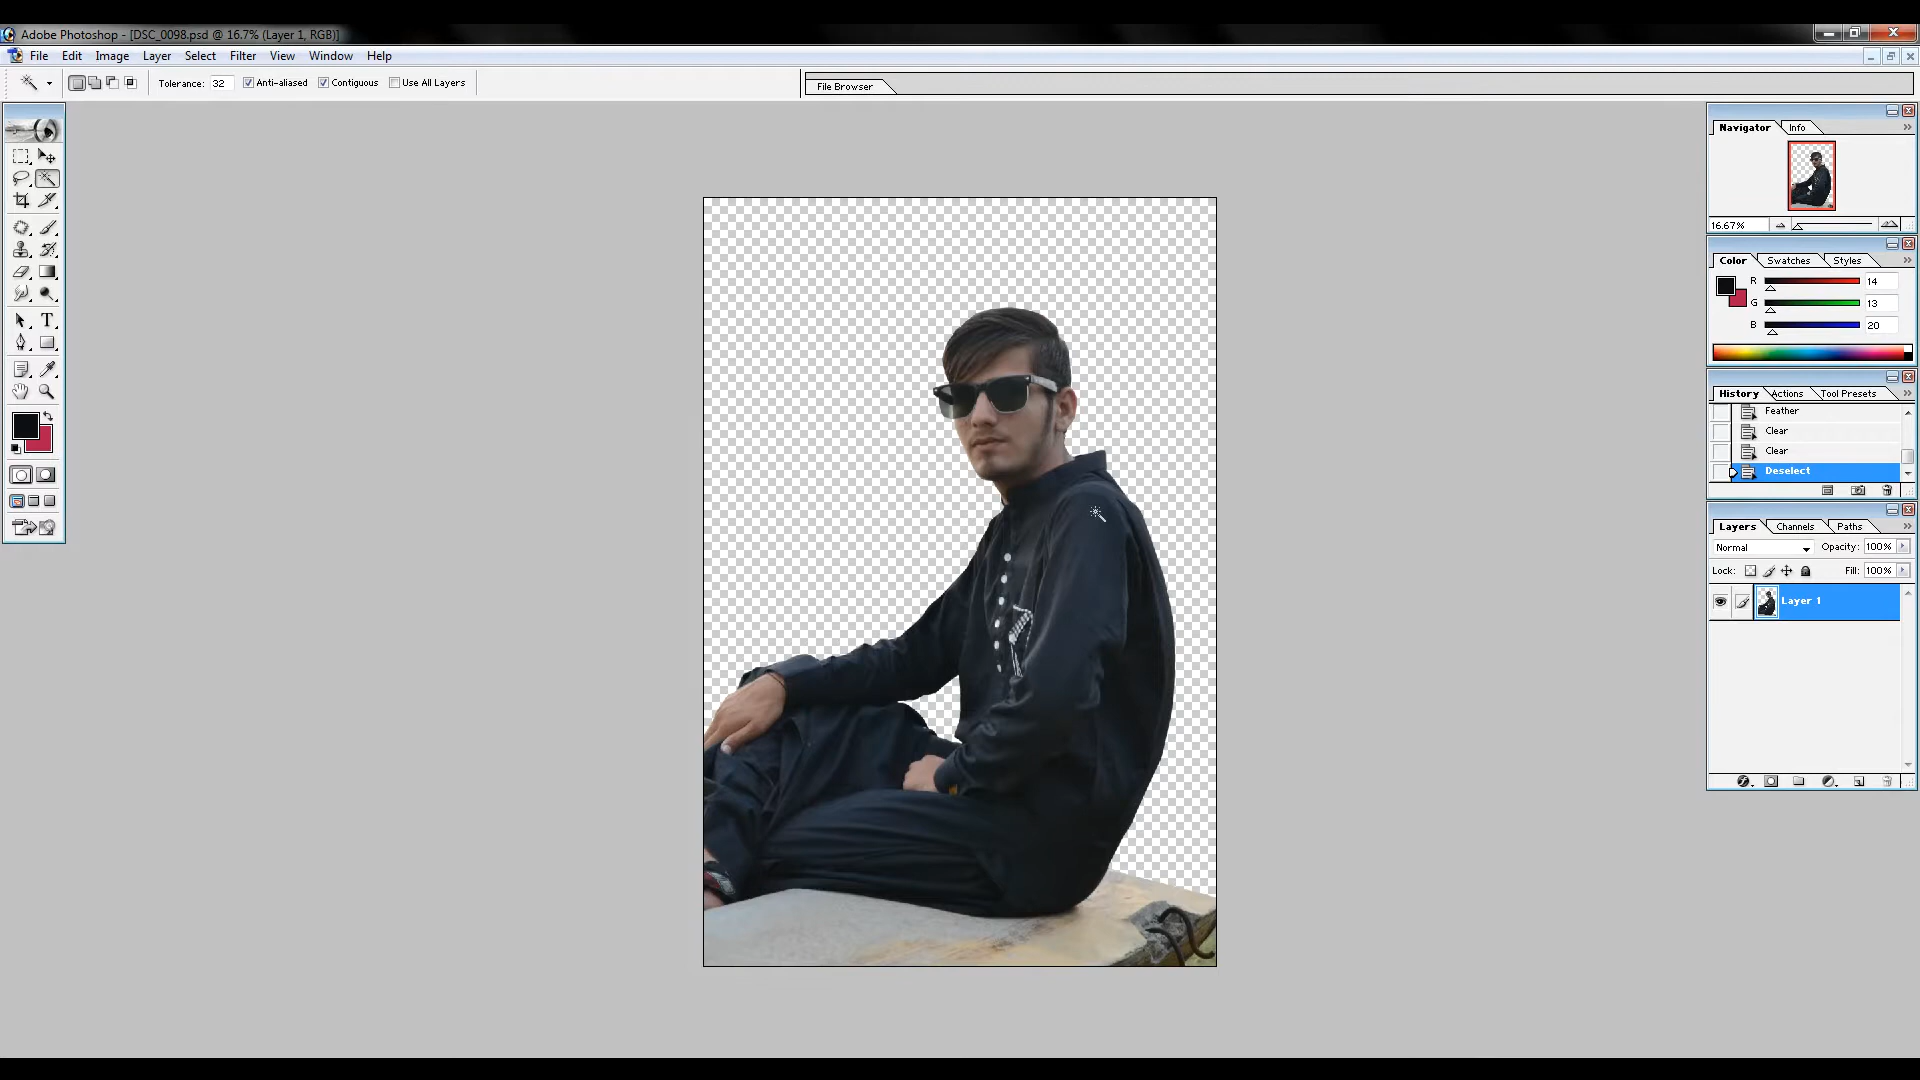 Adobe Photoshop - [DSC_0098.psd @ 16.7% (Layer 1, RGB)]
File Edit Image Layer Select Filter View Window Help
Tolerance: 32 Anti-aliased Contiguous Use All Layers
File Browser
Navigator Info
16.67%
Color Swatches Styles
R 14
G 13
B 20
History Actions Tool Presets
Feather
Clear
Clear
Deselect
Layers Channels Paths
Normal Opacity: 100%
Lock: Fill: 100%
Layer 1